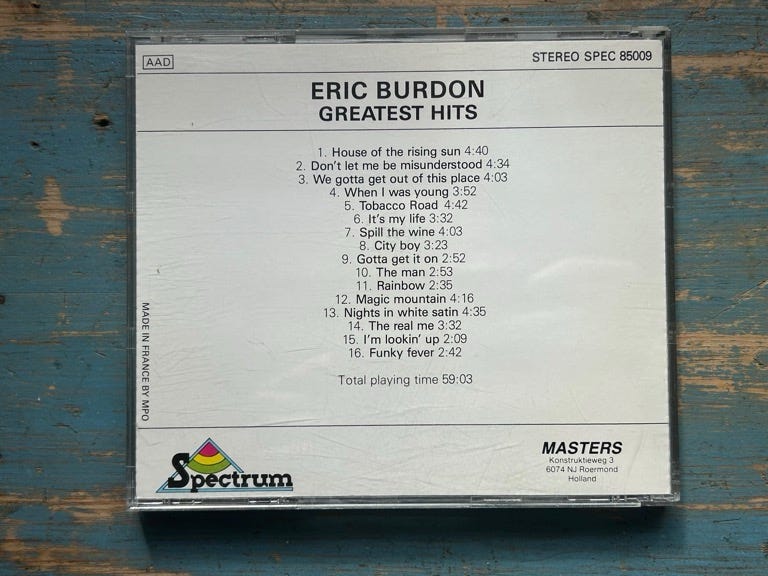 AAD
STEREO SPEC 85009
ERIC BURDON
GREATEST HITS
1. House of the rising sun 4:40
2. Don't let me be misunderstood 4:34
3. We gotta get out of this place 4:03
4. When I was young 3:52
5. Tobacco Road 4:42
6. It's my life 3:32
7. Spill the wine 4:03
8. City boy 3:23
9. Gotta get it on 2:52
10. The man 2:53
11. Rainbow 2:35
12. Magic mountain 4:16
13. Nights in white satin 4:35
14. The real me 3:32
15. I'm lookin' up 2:09
16. Funky fever 2:42
Total playing time 59:03
MADE IN FRANCE BY MPO
Spectrum
MASTERS
Konstruktieweg 3
6074 NJ Roermond
Holland